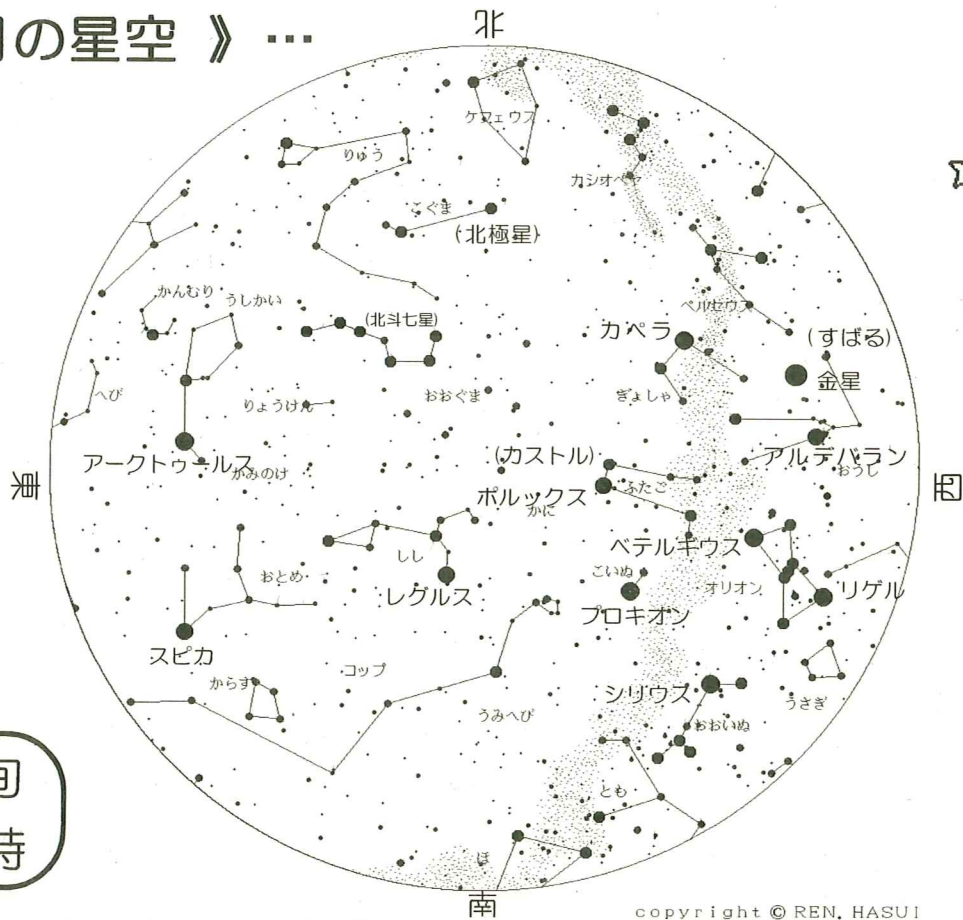 の星空 》…
北
ケフェウス
りゅう
カシオペヤ
こぐま
(北極星)
かんむり
うしかい
(北斗七星)
ペルセウス
カペラ
(すばる)
金星
へび
りょうけん
おおぐま
ぎょしゃ
アークトゥールス
かみのけ
(カストル)
アルデバラン
おうし
東
西
ポルックス
ふたご
かに
ベテルギウス
しし
おとめ
レグルス
こいぬ
オリオン
リゲル
プロキオン
スピカ
からす
コップ
シリウス
うさぎ
うみへび
おおいぬ
とも
ほ
旬
時
南
copyright © REN. HASUI